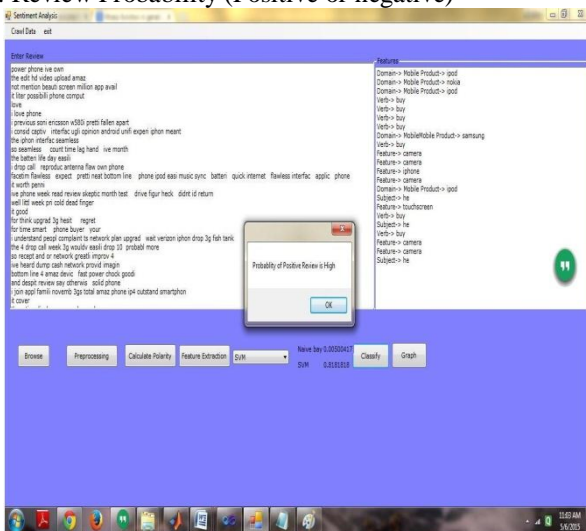 . Review Probability (Positive or negative)
Sentiment Analysis
Crawl Data exit
Enter Review
power phone ive own
the edit hd video upload amaz
not mention beauti screen million app avail
it liter possibilli phone comput
love
i love phone
i previous soni ericsson w580i pretti fallen apart
i consid captiv interfac ugli opinion android unfi experi iphon meant
the iphon interfac seamless
so seamless count time lag hand ive month
the batteri life day easili
i drop call reproduc antenna flaw own phone
facetim flawless expect pretti neat bottom line phone ipod easi music sync batteri quick internet flawless interfac applic phone
it worth penni
ive phone week read review skeptic month test drive figur heck didnt id return
well litt week pri cold dead finger
it good
for think upgrad 3g hesit regret
for time smart phone buyer your
i understand peopl complaint ts network plan upgrad wait verizon iphon drop 3g fish tank
the 4 drop call week 3g wouldv easili drop 10 probabl more
so recept and or network greatli improv 4
ive heard dump cash network provid imagin
bottom line 4 amaz devic fast power chock goodi
and despit review say otherwis solid phone
i join appl famili novemb 3gs total amaz phone ip4 outstand smartphon
it cover
Features
Domain-> Mobile Product-> ipod
Domain-> Mobile Product-> nokia
Domain-> Mobile Product-> ipod
Verb-> buy
Verb-> buy
Verb-> buy
Verb-> buy
Domain-> MobileMobile Product-> samsung
Verb-> buy
Feature-> camera
Feature-> camera
Feature-> iphone
Feature-> camera
Domain-> Mobile Product-> ipod
Subject-> he
Feature-> touchscreen
Verb-> buy
Subject-> he
Verb-> buy
Feature-> camera
Feature-> camera
Subject-> he
Probablity of Positive Review is High
OK
Browse Preprocessing Calculate Polarity Feature Extraction SVM
Naive bay 0.00500417
SVM 0.8181818
Classify Graph
11:03 AM
5/6/2015